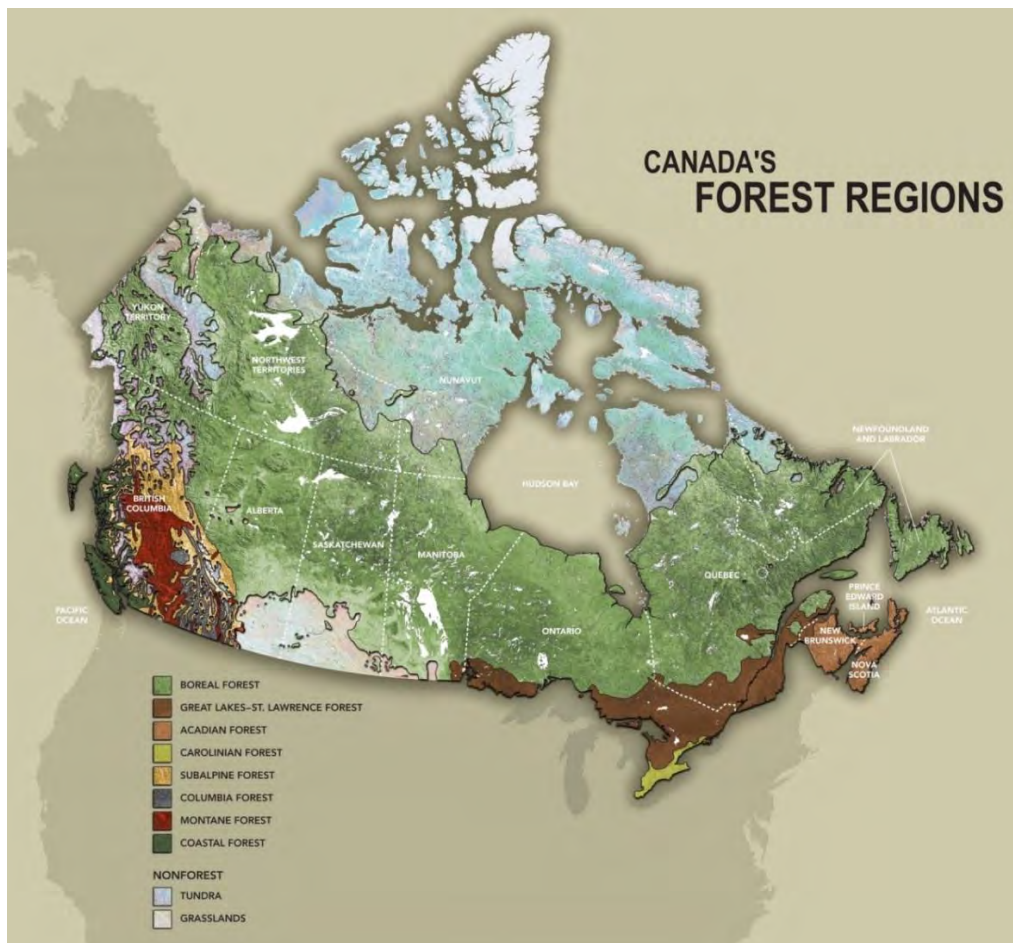 CANADA'S
FOREST REGIONS
YUKON
TERRITORY
NORTHWEST
TERRITORIES
NUNAVUT
NEWFOUNDLAND
AND LABRADOR
HUDSON BAY
BRITISH
COLUMBIA
ALBERTA
SASKATCHEWAN
MANITOBA
ONTARIO
QUEBEC
PRINCE
EDWARD
ISLAND
NEW
BRUNSWICK
NOVA
SCOTIA
PACIFIC
OCEAN
ATLANTIC
OCEAN
BOREAL FOREST
GREAT LAKES–ST. LAWRENCE FOREST
ACADIAN FOREST
CAROLINIAN FOREST
SUBALPINE FOREST
COLUMBIA FOREST
MONTANE FOREST
COASTAL FOREST
NONFOREST
TUNDRA
GRASSLANDS